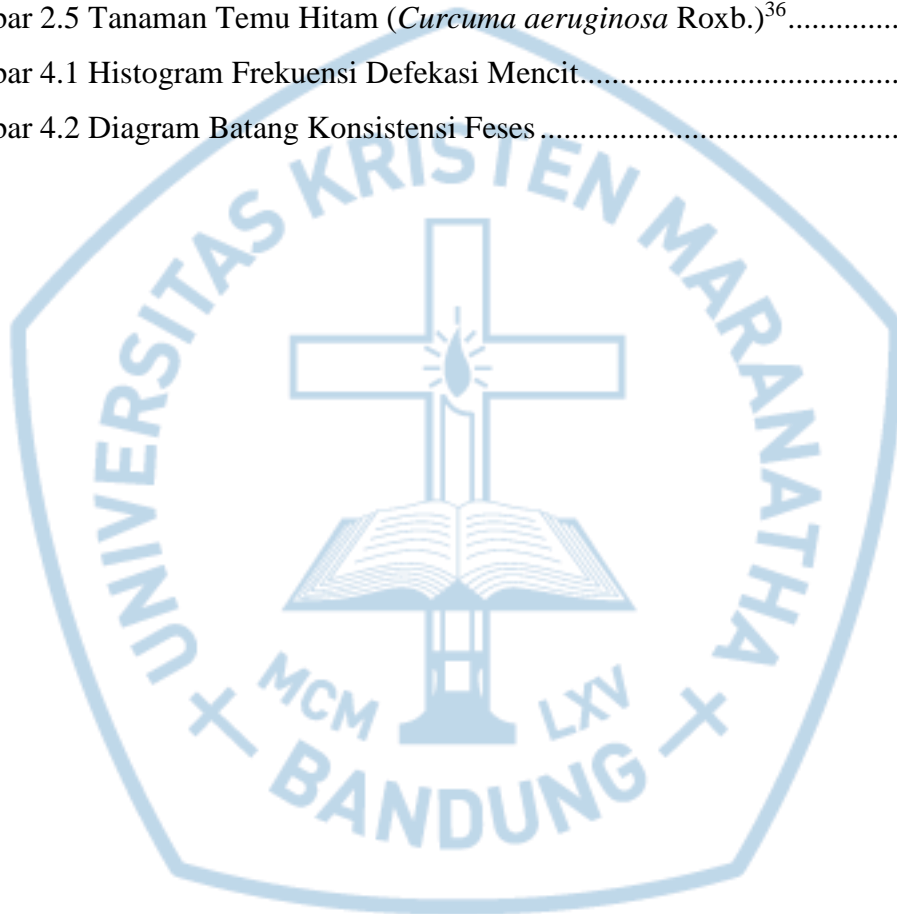 bar 2.5 Tanaman Temu Hitam (Curcuma aeruginosa Roxb.)36..............
bar 4.1 Histogram Frekuensi Defekasi Mencit.......................................
bar 4.2 Diagram Batang Konsistensi Feses............................................
UNIVERSITAS KRISTEN MARANATHA
MCM LXV
BANDUNG